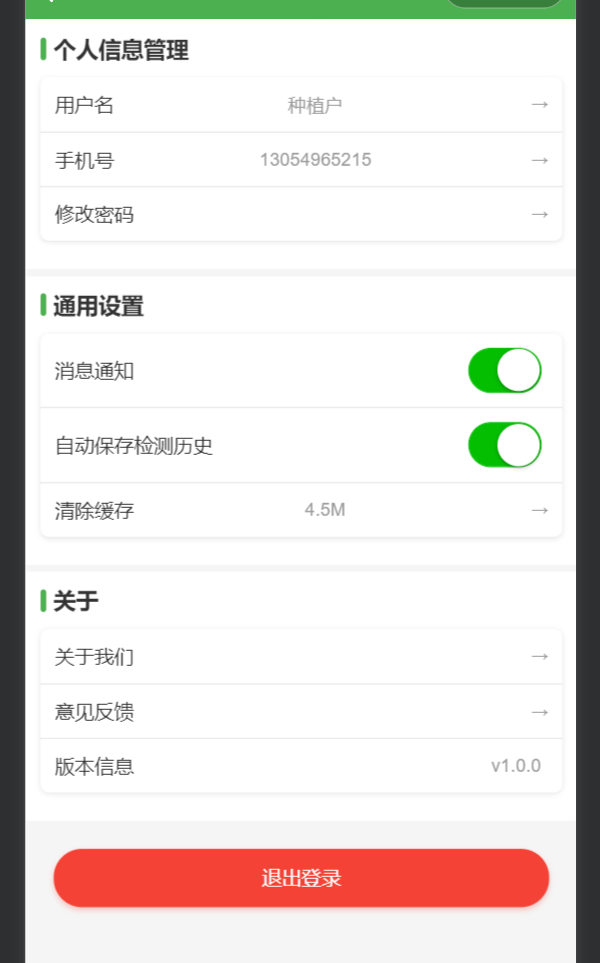 个人信息管理
用户名 种植户 →
手机号 13054965215 →
修改密码 →
通用设置
消息通知
自动保存检测历史
清除缓存 4.5M →
关于
关于我们 →
意见反馈 →
版本信息 v1.0.0
退出登录